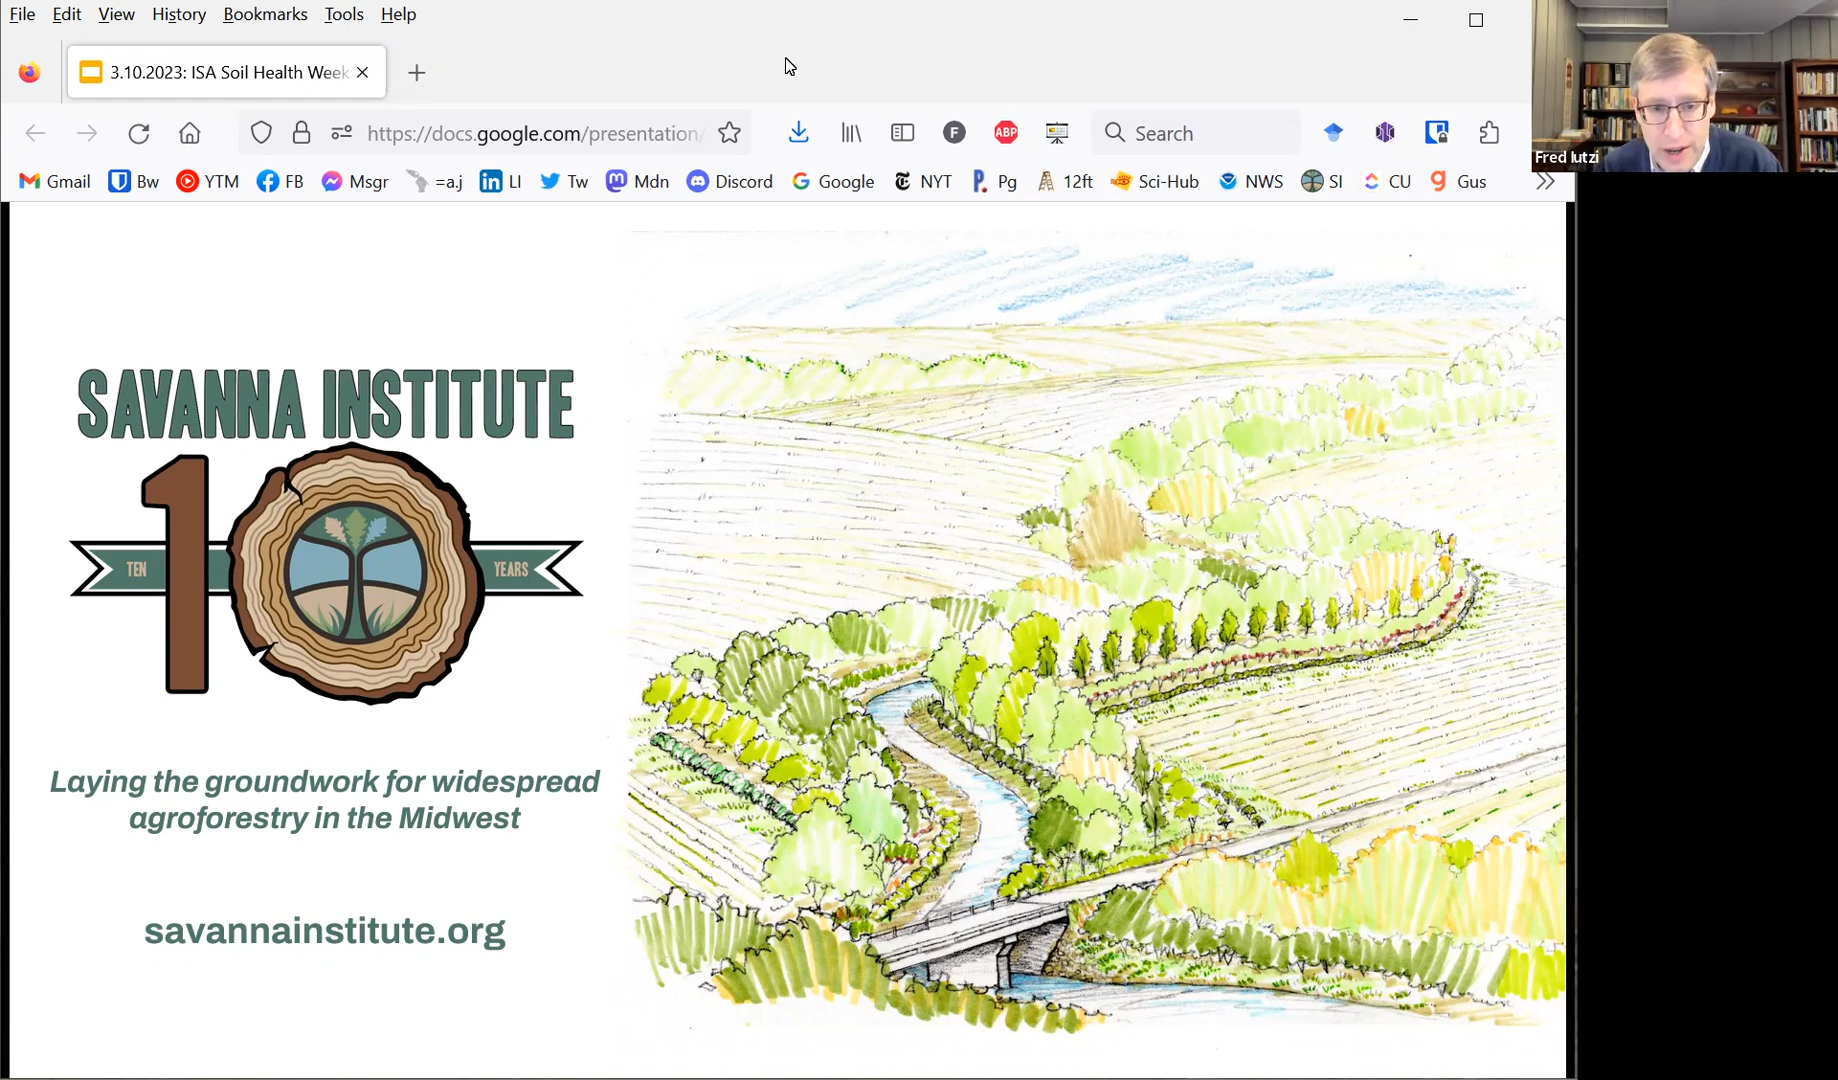 File Edit View History Bookmarks Tools Help
3.10.2023: ISA Soil Health Week
https://docs.google.com/presentation/
F
ABP
Search
Gmail Bw YTM FB Msgr =a.j LI Tw Mdn Discord Google NYT Pg 12ft Sci-Hub NWS SI CU Gus
Fred Iutzi
SAVANNA INSTITUTE
10
TEN YEARS
Laying the groundwork for widespread
agroforestry in the Midwest
savannainstitute.org